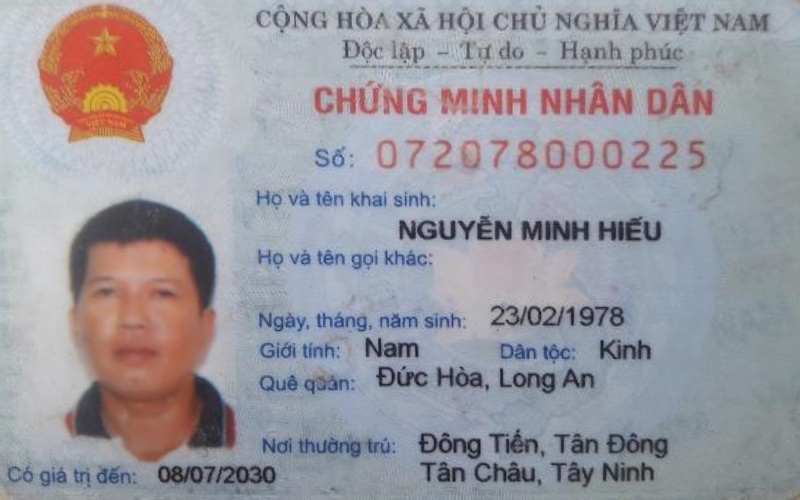 CỘNG HÒA XÃ HỘI CHỦ NGHĨA VIỆT NAM
Độc lập – Tự do – Hạnh phúc
CHỨNG MINH NHÂN DÂN
Số: 072078000225
Họ và tên khai sinh:
NGUYỄN MINH HIẾU
Họ và tên gọi khác:
Ngày, tháng, năm sinh: 23/02/1978
Giới tính: Nam Dân tộc: Kinh
Quê quán: Đức Hòa, Long An
Nơi thường trú: Đông Tiến, Tân Đông
Có giá trị đến: 08/07/2030 Tân Châu, Tây Ninh